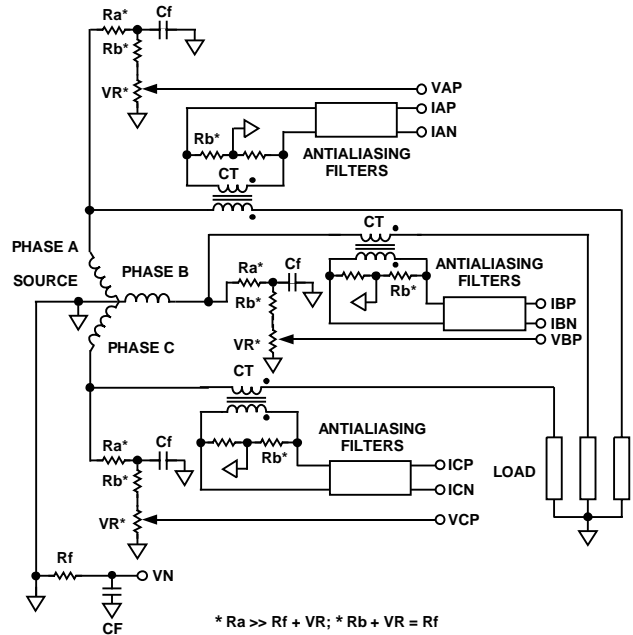 Ra*
Cf
Rb*
VR*
VAP
IAP
IAN
Rb*
ANTIALIASING
FILTERS
CT
CT
PHASE A
SOURCE
PHASE B
PHASE C
Ra*
Cf
Rb*
VR*
ANTIALIASING
FILTERS
Rb*
IBP
IBN
VBP
CT
Ra*
Cf
Rb*
VR*
Rb*
ANTIALIASING
FILTERS
ICP
ICN
VCP
LOAD
Rf
VN
CF
* Ra >> Rf + VR; * Rb + VR = Rf